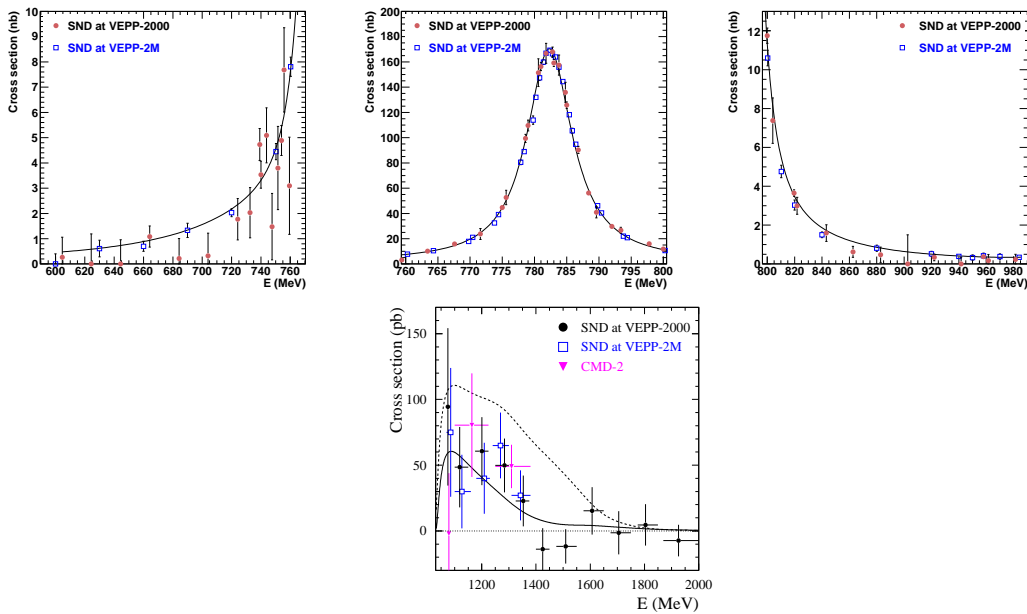 Cross section (nb)
10
9
8
7
6
5
4
3
2
1
0
SND at VEPP-2000
SND at VEPP-2M
600 620 640 660 680 700 720 740 760
E (MeV)
Cross section (nb)
200
180
160
140
120
100
80
60
40
20
0
SND at VEPP-2000
SND at VEPP-2M
760 765 770 775 780 785 790 795 800
E (MeV)
Cross section (nb)
12
10
8
6
4
2
0
SND at VEPP-2000
SND at VEPP-2M
800 820 840 860 880 900 920 940 960 980
E (MeV)
Cross section (pb)
150
100
50
0
SND at VEPP-2000
SND at VEPP-2M
CMD-2
1200 1400 1600 1800 2000
E (MeV)